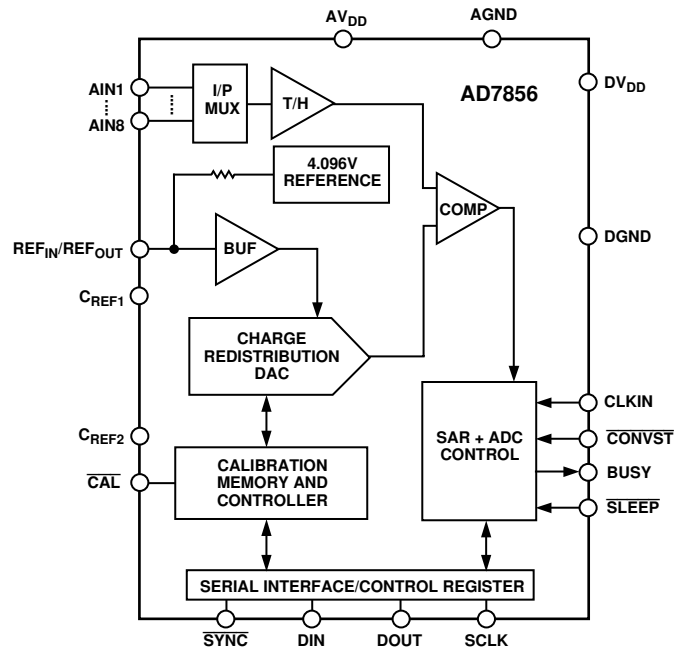 AVDD
AGND
AIN1
AIN8
I/P
MUX
T/H
AD7856
DVDD
4.096V
REFERENCE
COMP
REFIN/REFOUT
BUF
DGND
CREF1
CHARGE
REDISTRIBUTION
DAC
CLKIN
CONVST
BUSY
SLEEP
SAR + ADC
CONTROL
CREF2
CAL
CALIBRATION
MEMORY AND
CONTROLLER
SERIAL INTERFACE/CONTROL REGISTER
SYNC
DIN
DOUT
SCLK